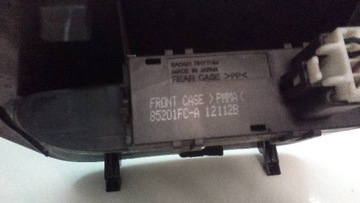 MADE IN JAPAN
REAR CASE >PP<
FRONT CASE >PMMA<
85201FC-A 12112B